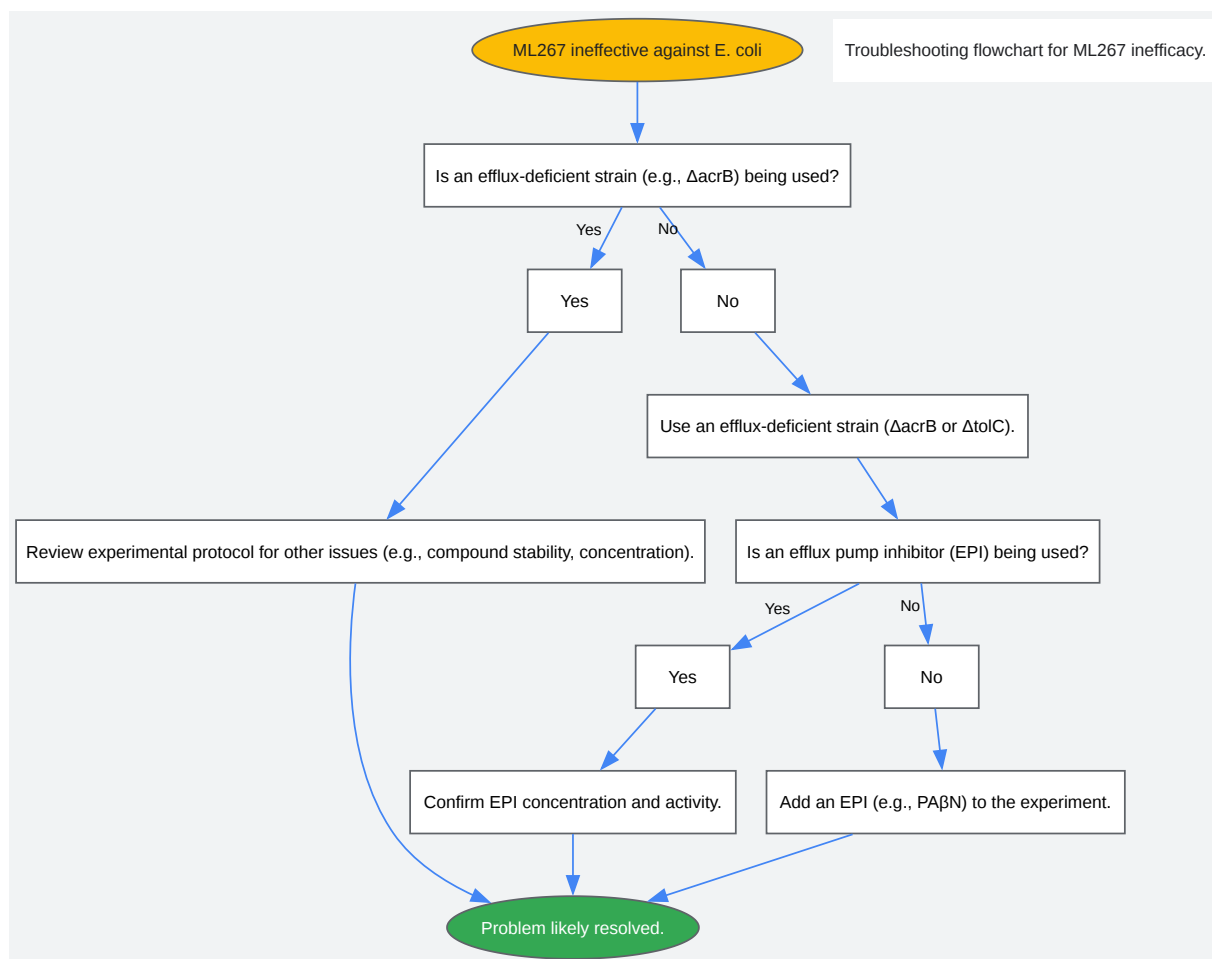 ML267 ineffective against E. coli
Troubleshooting flowchart for ML267 inefficacy.
Is an efflux-deficient strain (e.g., ΔacrB) being used?
Yes
No
Yes
No
Use an efflux-deficient strain (ΔacrB or ΔtolC).
Review experimental protocol for other issues (e.g., compound stability, concentration).
Is an efflux pump inhibitor (EPI) being used?
Yes
No
Yes
No
Confirm EPI concentration and activity.
Add an EPI (e.g., PAβN) to the experiment.
Problem likely resolved.